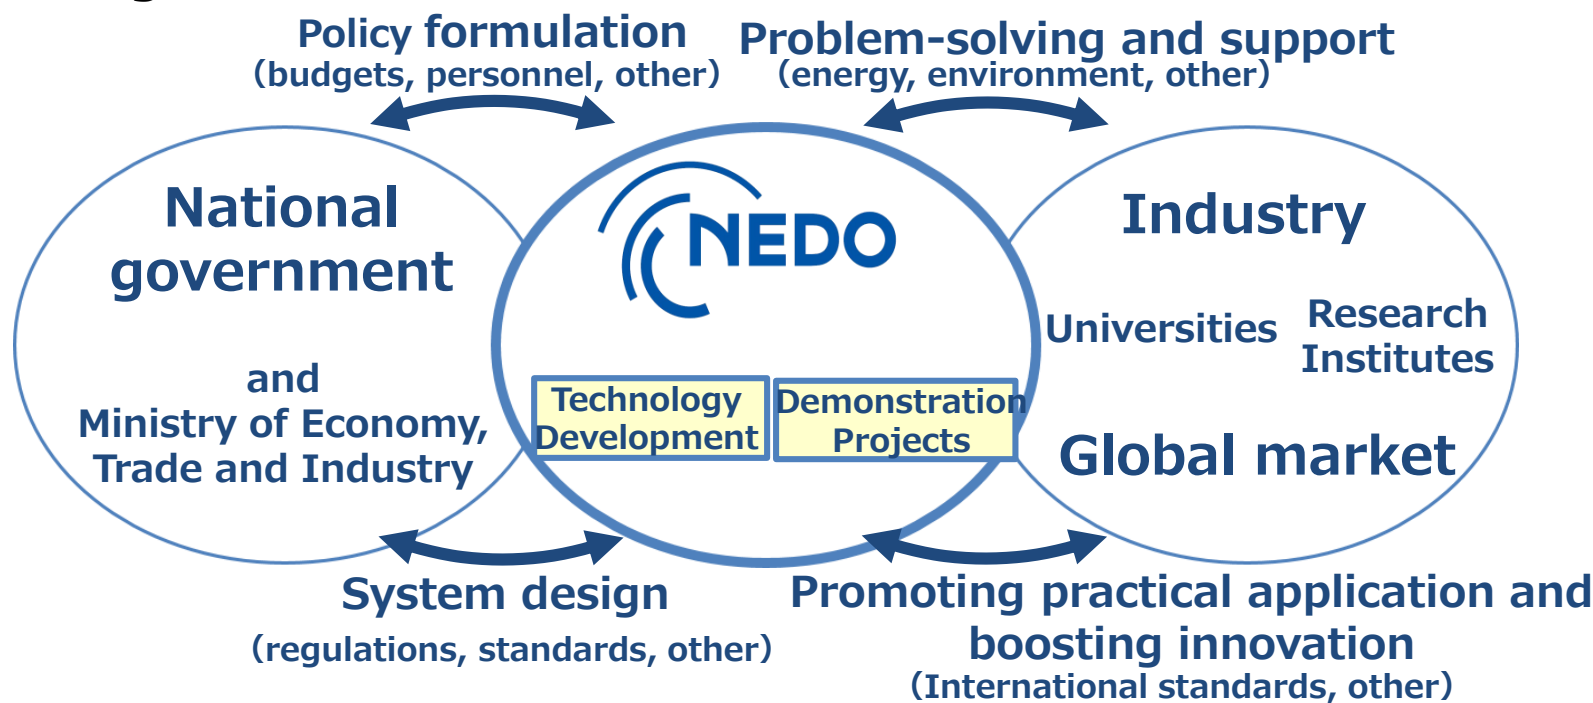 Policy formulation
（budgets, personnel, other）
Problem-solving and support
（energy, environment, other）
National
government
and
Ministry of Economy,
Trade and Industry
NEDO
Technology
Development
Demonstration
Projects
Industry
Universities
Research
Institutes
Global market
System design
（regulations, standards, other）
Promoting practical application and
boosting innovation
（International standards, other）